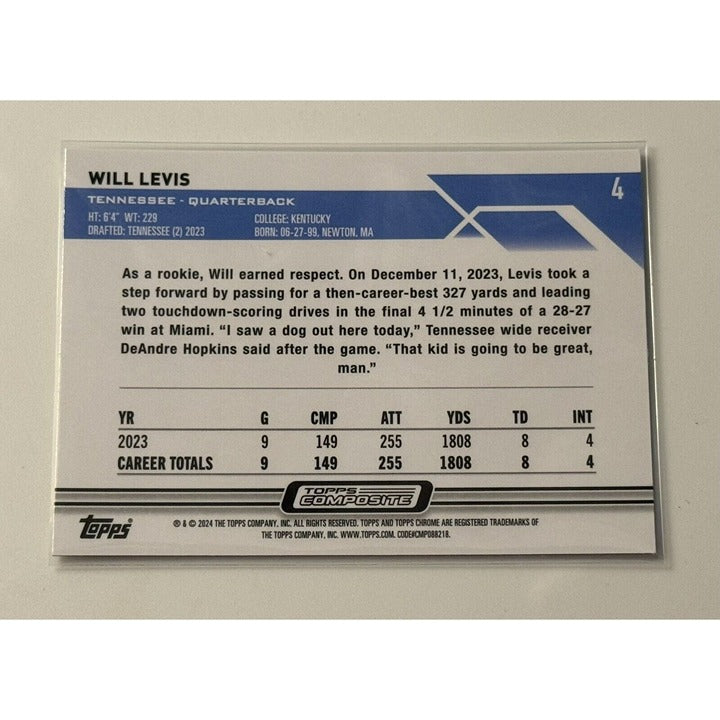 WILL LEVIS
4
TENNESSEE - QUARTERBACK
HT: 6'4" WT: 229
COLLEGE: KENTUCKY
DRAFTED: TENNESSEE (2) 2023
BORN: 06-27-99, NEWTON, MA
As a rookie, Will earned respect. On December 11, 2023, Levis took a
step forward by passing for a then-career-best 327 yards and leading
two touchdown-scoring drives in the final 4 1/2 minutes of a 28-27
win at Miami. “I saw a dog out here today,” Tennessee wide receiver
DeAndre Hopkins said after the game. “That kid is going to be great,
man.”
YR G CMP ATT YDS TD INT
2023 9 149 255 1808 8 4
CAREER TOTALS 9 149 255 1808 8 4
TOPPS
COMPOSITE
Topps
® & © 2024 THE TOPPS COMPANY, INC. ALL RIGHTS RESERVED. TOPPS AND TOPPS CHROME ARE REGISTERED TRADEMARKS OF
THE TOPPS COMPANY, INC. WWW.TOPPS.COM. CODE#CMP088218.